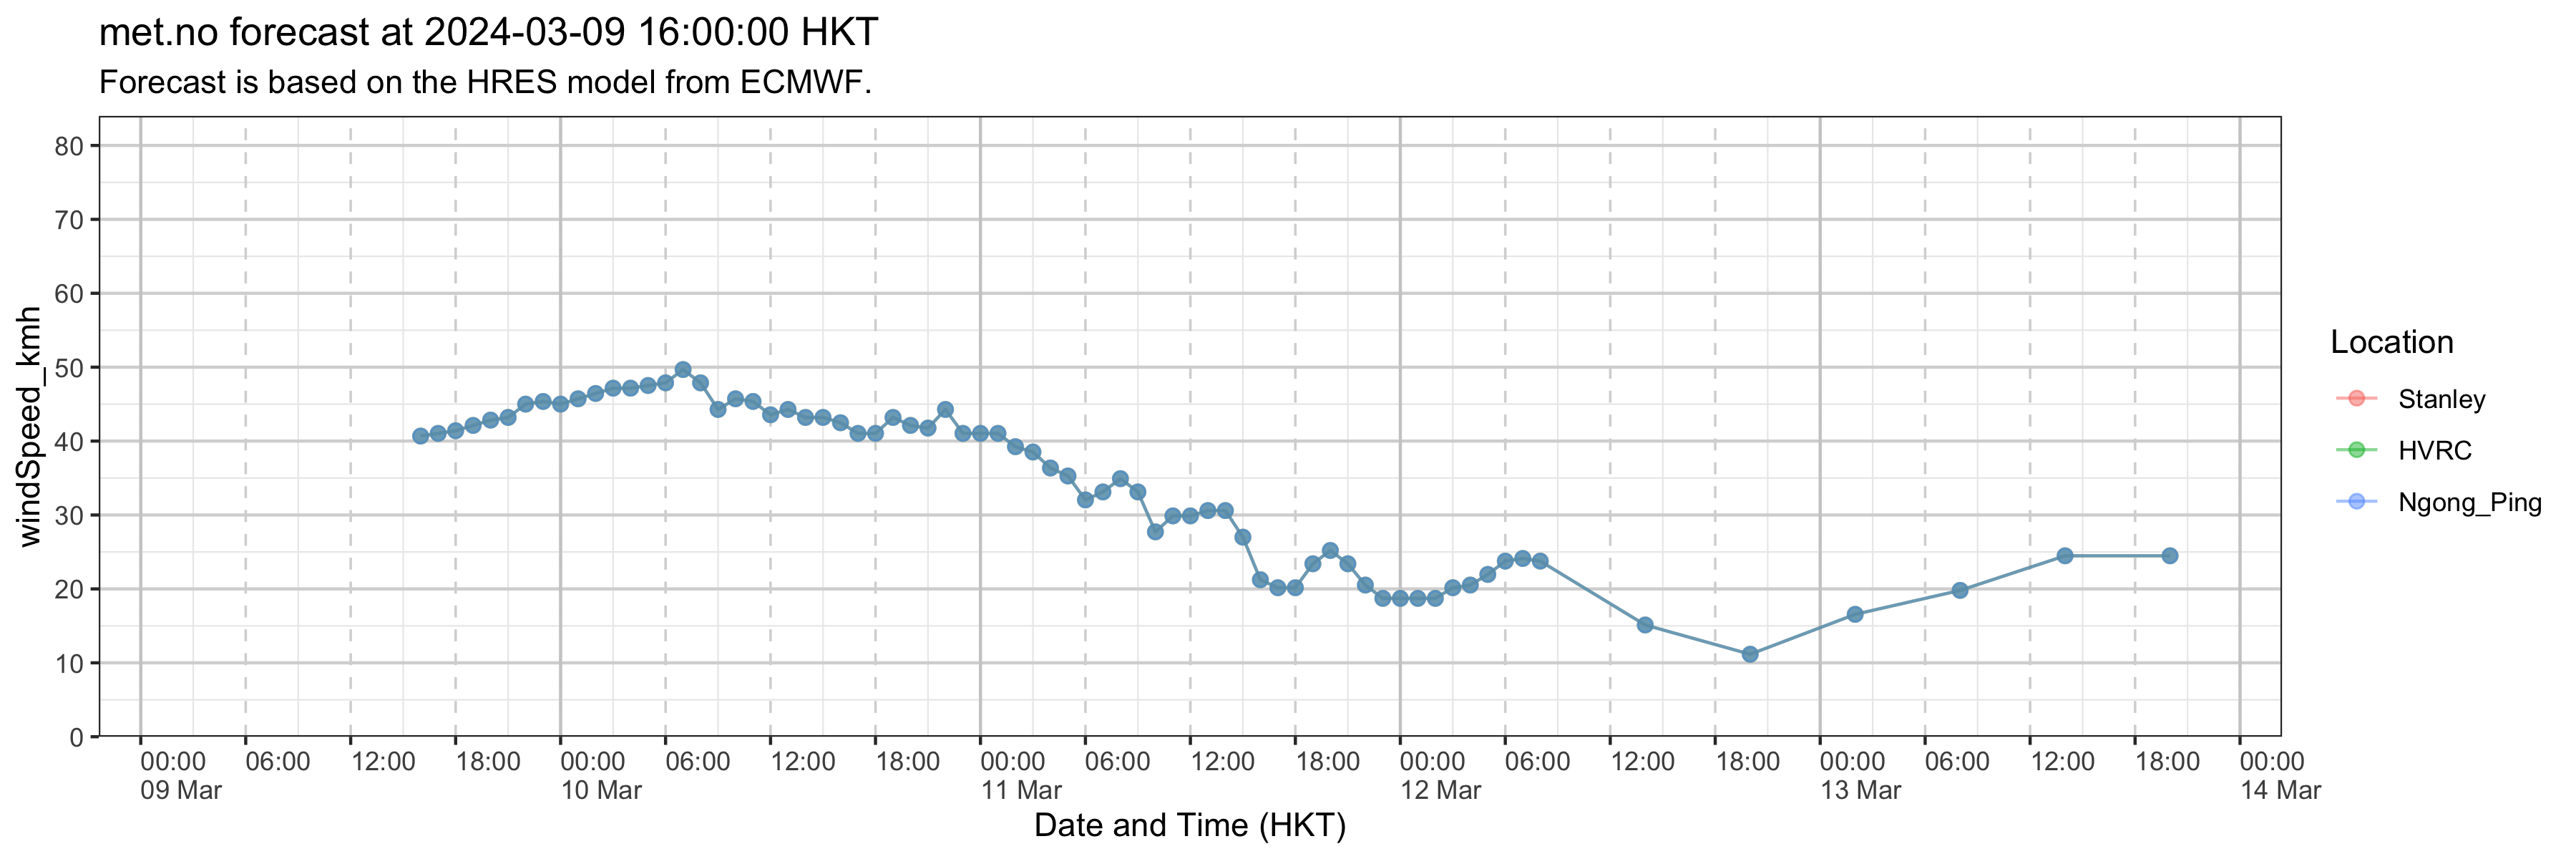 met.no forecast at 2024-03-09 16:00:00 HKT
Forecast is based on the HRES model from ECMWF.
windSpeed_kmh
80
70
60
50
40
30
20
10
0
00:00 06:00 12:00 18:00 00:00 06:00 12:00 18:00 00:00 06:00 12:00 18:00 00:00 06:00 12:00 18:00 00:00 06:00 12:00 18:00 00:00
09 Mar 10 Mar 11 Mar 12 Mar 13 Mar 14 Mar
Date and Time (HKT)
Location
Stanley
HVRC
Ngong_Ping